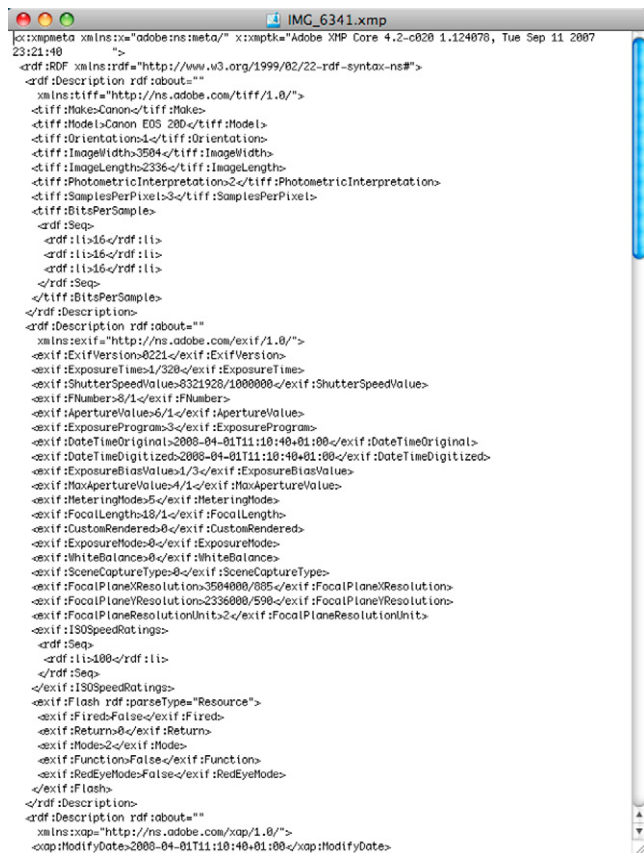 IMG_6341.xmp
<x:xmpmeta xmlns:x="adobe:ns:meta/" x:xmptk="Adobe XMP Core 4.2-c020 1.124078, Tue Sep 11 2007
23:21:40        ">
 <rdf:RDF xmlns:rdf="http://www.w3.org/1999/02/22-rdf-syntax-ns#">
  <rdf:Description rdf:about=""
    xmlns:tiff="http://ns.adobe.com/tiff/1.0/">
   <tiff:Make>Canon</tiff:Make>
   <tiff:Model>Canon EOS 20D</tiff:Model>
   <tiff:Orientation>1</tiff:Orientation>
   <tiff:ImageWidth>3504</tiff:ImageWidth>
   <tiff:ImageLength>2336</tiff:ImageLength>
   <tiff:PhotometricInterpretation>2</tiff:PhotometricInterpretation>
   <tiff:SamplesPerPixel>3</tiff:SamplesPerPixel>
   <tiff:BitsPerSample>
    <rdf:Seq>
     <rdf:li>16</rdf:li>
     <rdf:li>16</rdf:li>
     <rdf:li>16</rdf:li>
    </rdf:Seq>
   </tiff:BitsPerSample>
  </rdf:Description>
  <rdf:Description rdf:about=""
    xmlns:exif="http://ns.adobe.com/exif/1.0/">
   <exif:ExifVersion>0221</exif:ExifVersion>
   <exif:ExposureTime>1/320</exif:ExposureTime>
   <exif:ShutterSpeedValue>8321928/1000000</exif:ShutterSpeedValue>
   <exif:FNumber>8/1</exif:FNumber>
   <exif:ApertureValue>6/1</exif:ApertureValue>
   <exif:ExposureProgram>3</exif:ExposureProgram>
   <exif:DateTimeOriginal>2008-04-01T11:10:40+01:00</exif:DateTimeOriginal>
   <exif:DateTimeDigitized>2008-04-01T11:10:40+01:00</exif:DateTimeDigitized>
   <exif:ExposureBiasValue>1/3</exif:ExposureBiasValue>
   <exif:MaxApertureValue>4/1</exif:MaxApertureValue>
   <exif:MeteringMode>5</exif:MeteringMode>
   <exif:FocalLength>18/1</exif:FocalLength>
   <exif:CustomRendered>0</exif:CustomRendered>
   <exif:ExposureMode>0</exif:ExposureMode>
   <exif:WhiteBalance>0</exif:WhiteBalance>
   <exif:SceneCaptureType>0</exif:SceneCaptureType>
   <exif:FocalPlaneXResolution>3504000/885</exif:FocalPlaneXResolution>
   <exif:FocalPlaneYResolution>2336000/590</exif:FocalPlaneYResolution>
   <exif:FocalPlaneResolutionUnit>2</exif:FocalPlaneResolutionUnit>
   <exif:ISOSpeedRatings>
    <rdf:Seq>
     <rdf:li>100</rdf:li>
    </rdf:Seq>
   </exif:ISOSpeedRatings>
   <exif:Flash rdf:parseType="Resource">
    <exif:Fired>False</exif:Fired>
    <exif:Return>0</exif:Return>
    <exif:Mode>2</exif:Mode>
    <exif:Function>False</exif:Function>
    <exif:RedEyeMode>False</exif:RedEyeMode>
   </exif:Flash>
  </rdf:Description>
  <rdf:Description rdf:about=""
    xmlns:xap="http://ns.adobe.com/xap/1.0/">
   <xap:ModifyDate>2008-04-01T11:10:40+01:00</xap:ModifyDate>